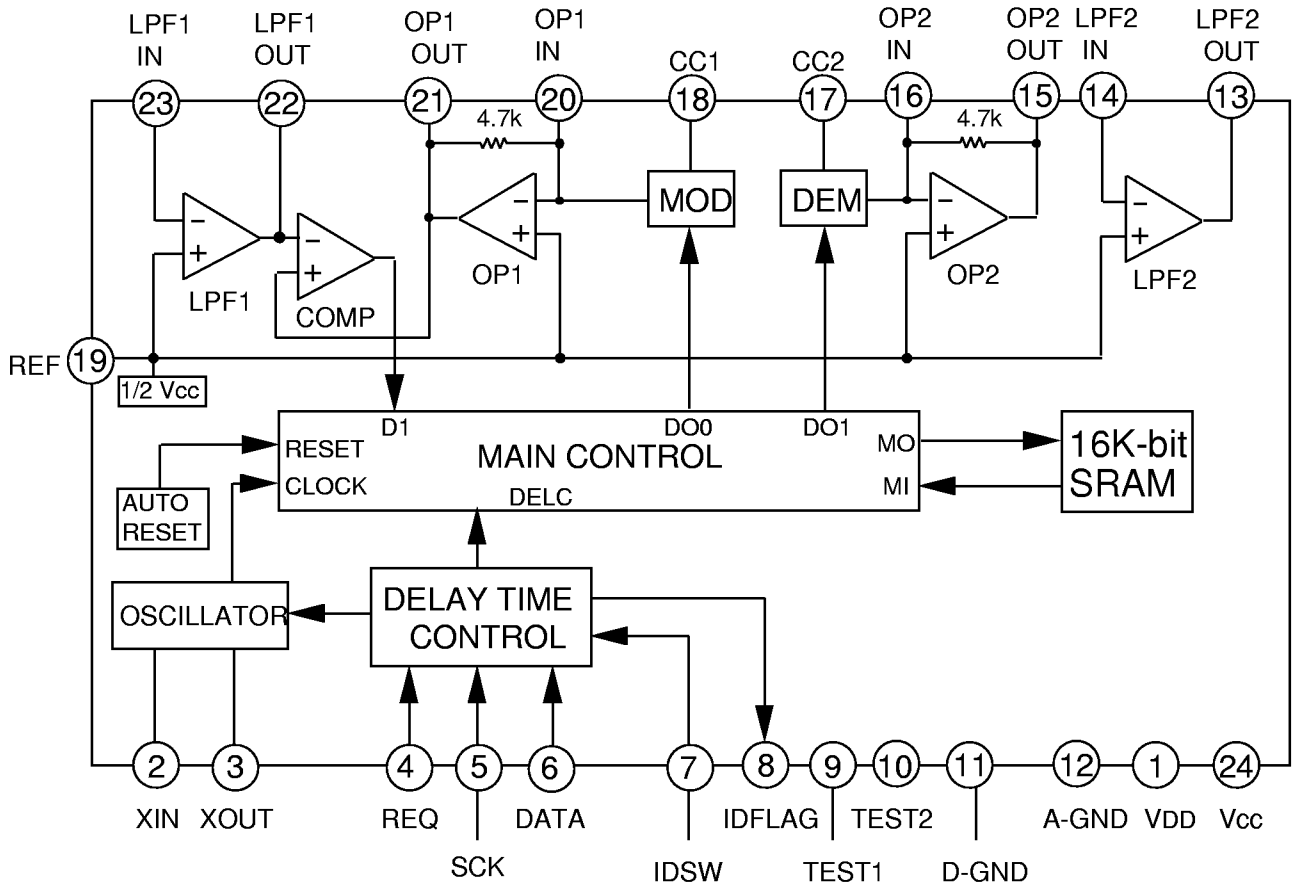 LPF1 LPF1 OP1 OP1 OP2 OP2 LPF2 LPF2
IN OUT OUT IN CC1 CC2 IN OUT IN OUT
23 22 21 20 18 17 16 15 14 13
4.7k 4.7k
MOD DEM
− + − + − + − + − +
LPF1 COMP OP1 OP2 LPF2
REF 19
1/2 Vcc
D1 DO0 DO1
RESET MAIN CONTROL MO 16K-bit
CLOCK DELC MI SRAM
AUTO
RESET
OSCILLATOR DELAY TIME
CONTROL
2 3 4 5 6 7 8 9 10 11 12 1 24
XIN XOUT REQ DATA IDFLAG TEST2 A-GND VDD Vcc
SCK IDSW TEST1 D-GND